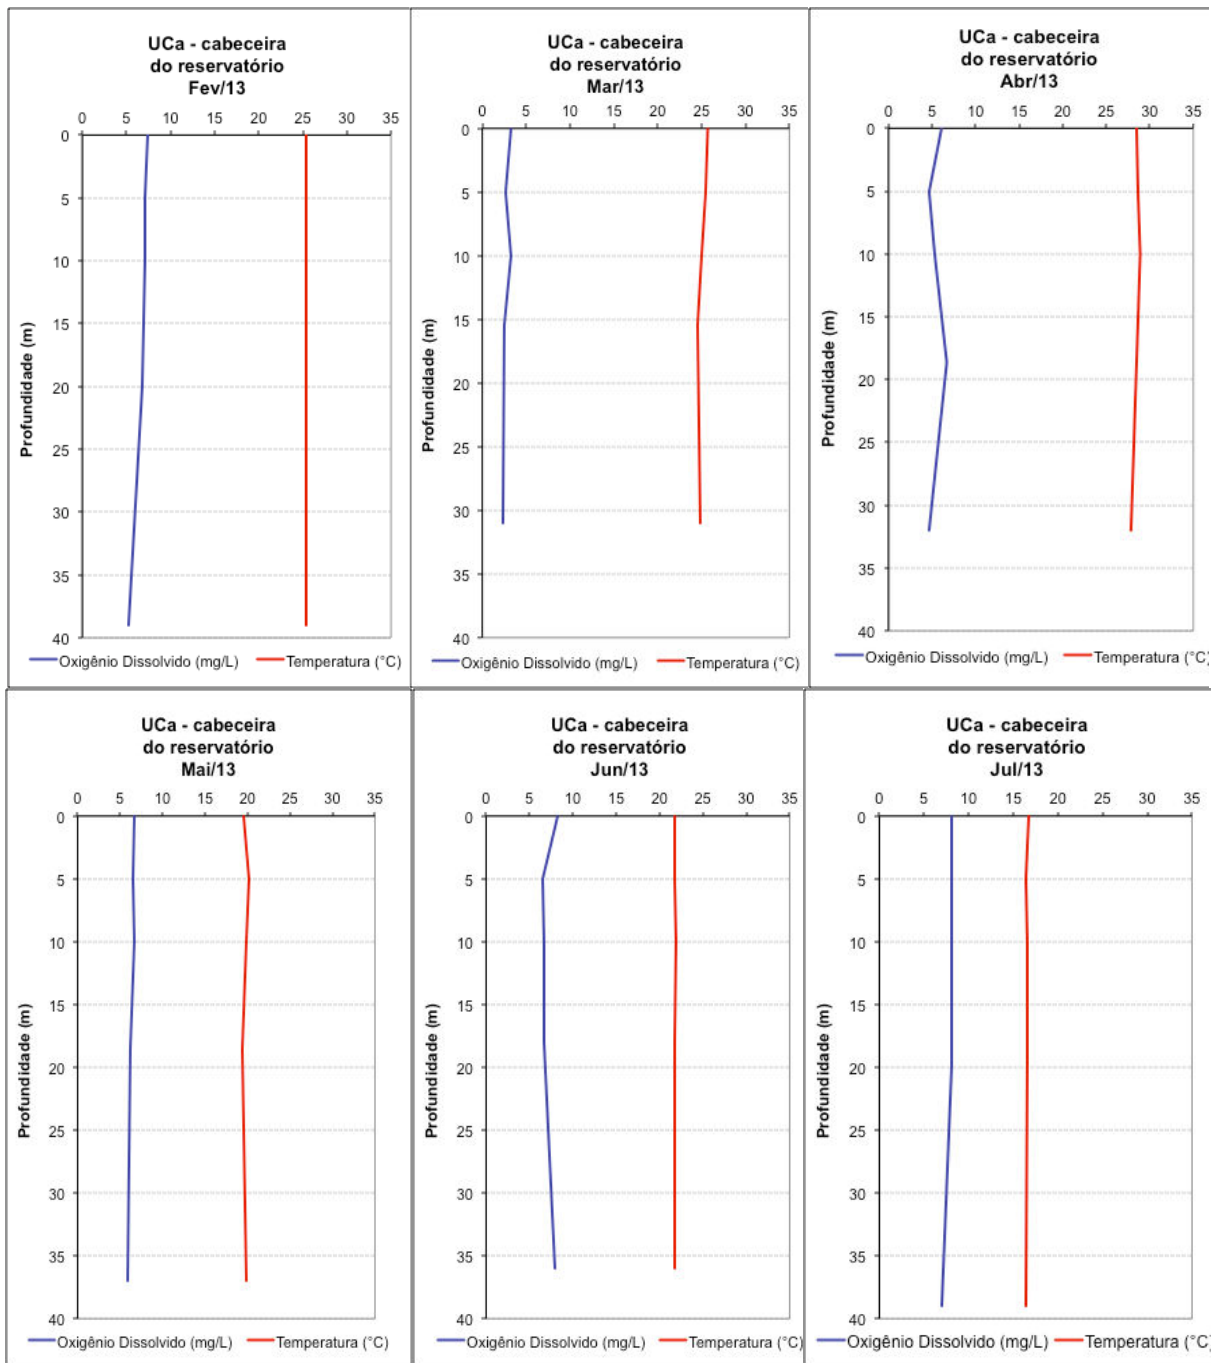 UCa - cabeceira
do reservatório
Fev/13
0 5 10 15 20 25 30 35
0
5
10
15
20
25
30
35
40
Profundidade (m)
Oxigênio Dissolvido (mg/L) Temperatura (°C)
UCa - cabeceira
do reservatório
Mar/13
0 5 10 15 20 25 30 35
0
5
10
15
20
25
30
35
40
Profundidade (m)
Oxigênio Dissolvido (mg/L) Temperatura (°C)
UCa - cabeceira
do reservatório
Abr/13
0 5 10 15 20 25 30 35
0
5
10
15
20
25
30
35
40
Profundidade (m)
Oxigênio Dissolvido (mg/L) Temperatura (°C)
UCa - cabeceira
do reservatório
Mai/13
0 5 10 15 20 25 30 35
0
5
10
15
20
25
30
35
40
Profundidade (m)
Oxigênio Dissolvido (mg/L) Temperatura (°C)
UCa - cabeceira
do reservatório
Jun/13
0 5 10 15 20 25 30 35
0
5
10
15
20
25
30
35
40
Profundidade (m)
Oxigênio Dissolvido (mg/L) Temperatura (°C)
UCa - cabeceira
do reservatório
Jul/13
0 5 10 15 20 25 30 35
0
5
10
15
20
25
30
35
40
Profundidade (m)
Oxigênio Dissolvido (mg/L) Temperatura (°C)